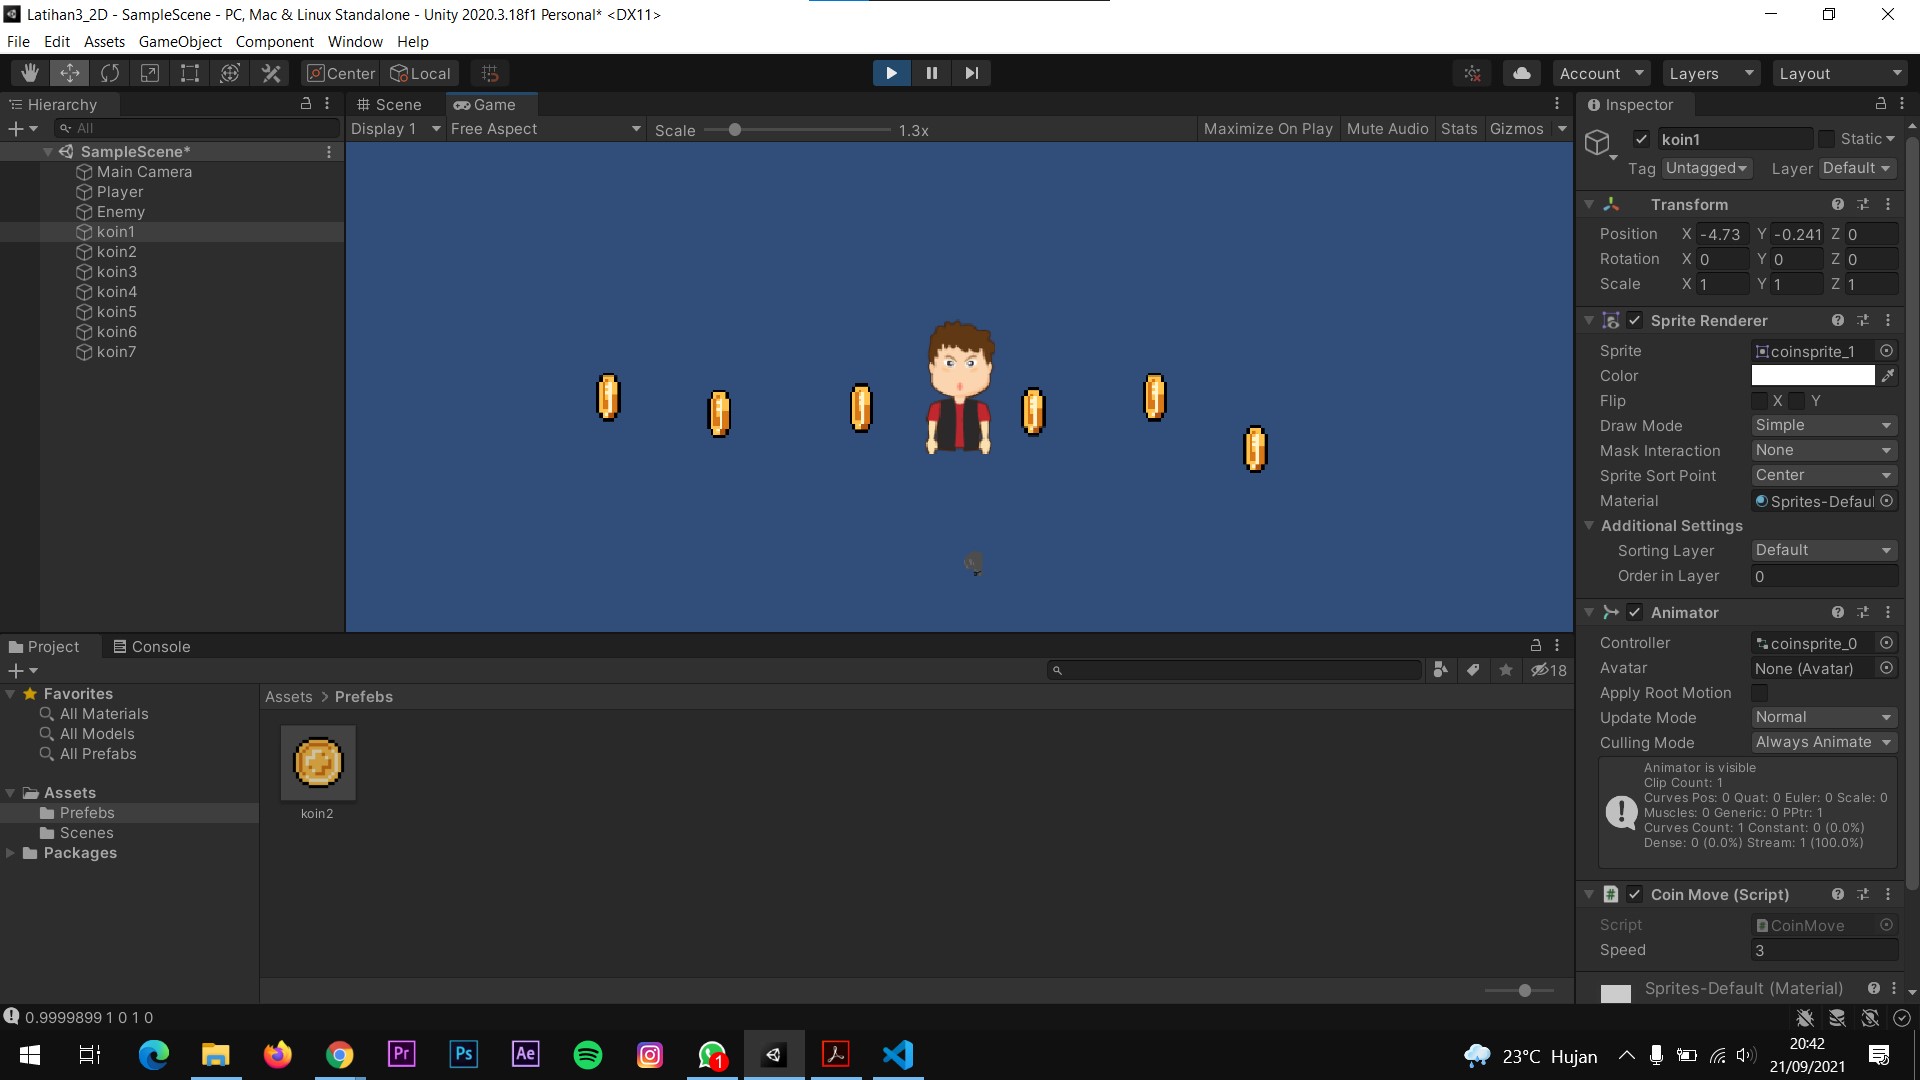 Latihan3_2D - SampleScene - PC, Mac & Linux Standalone - Unity 2020.3.18f1 Personal* <DX11>
File Edit Assets GameObject Component Window Help
Center Local Account Layers Layout
Hierarchy
All
SampleScene*
Main Camera
Player
Enemy
koin1
koin2
koin3
koin4
koin5
koin6
koin7
Scene Game
Display 1 Free Aspect Scale 1.3x Maximize On Play Mute Audio Stats Gizmos
Inspector
koin1 Static
Tag Untagged Layer Default
Transform
Position X -4.73 Y -0.241 Z 0
Rotation X 0 Y 0 Z 0
Scale X 1 Y 1 Z 1
Sprite Renderer
Sprite coinsprite_1
Color
Flip X Y
Draw Mode Simple
Mask Interaction None
Sprite Sort Point Center
Material Sprites-Defaul
Additional Settings
Sorting Layer Default
Order in Layer 0
Animator
Controller coinsprite_0
Avatar None (Avatar)
Apply Root Motion
Update Mode Normal
Culling Mode Always Animate
Animator is visible
Clip Count: 1
Curves Pos: 0 Quat: 0 Euler: 0 Scale: 0
Muscles: 0 Generic: 0 PPtr: 1
Curves Count: 1 Constant: 0 (0.0%)
Dense: 0 (0.0%) Stream: 1 (100.0%)
Coin Move (Script)
Script CoinMove
Speed 3
Sprites-Default (Material)
Project Console
18
Favorites
All Materials
All Models
All Prefabs
Assets
Prefebs
Scenes
Packages
Assets > Prefebs
koin2
0.9999899 1 0 1 0
Pr Ps Ae 1
23°C Hujan
20:42
21/09/2021